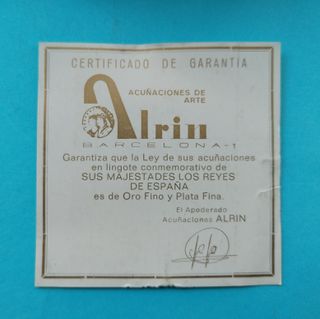 CERTIFICADO DE GARANTÍA
ACUÑACIONES DE
ARTE
Alrin
BARCELONA-1
Garantiza que la Ley de sus acuñaciones
en lingote conmemorativo de
SUS MAJESTADES LOS REYES
DE ESPAÑA
es de Oro Fino y Plata Fina.
El Apoderado
Acuñaciones ALRIN